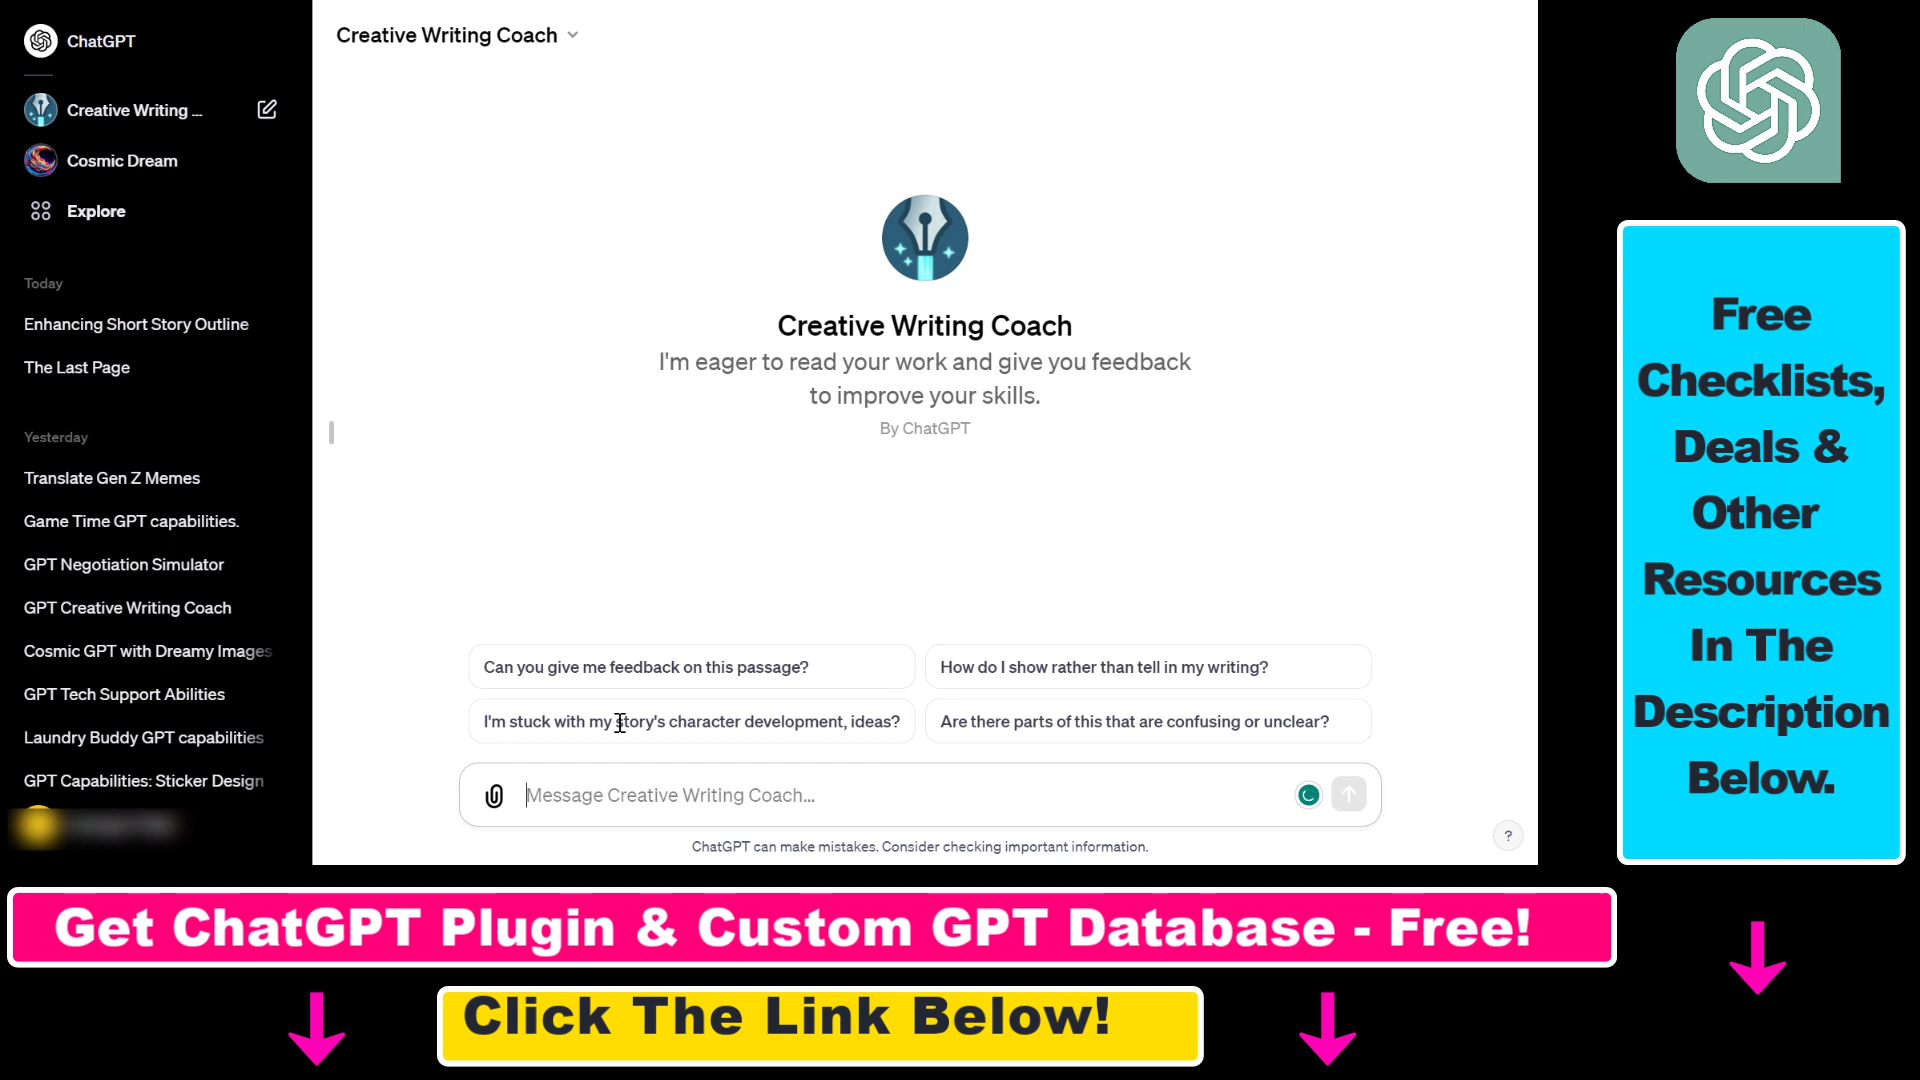 ChatGPT
Creative Writing ...
Cosmic Dream
Explore
Today
Enhancing Short Story Outline
The Last Page
Yesterday
Translate Gen Z Memes
Game Time GPT capabilities.
GPT Negotiation Simulator
GPT Creative Writing Coach
Cosmic GPT with Dreamy Images
GPT Tech Support Abilities
Laundry Buddy GPT capabilities
GPT Capabilities: Sticker Design
Creative Writing Coach
Creative Writing Coach
I'm eager to read your work and give you feedback
to improve your skills.
By ChatGPT
Can you give me feedback on this passage?
How do I show rather than tell in my writing?
I'm stuck with my story's character development, ideas?
Are there parts of this that are confusing or unclear?
Message Creative Writing Coach...
ChatGPT can make mistakes. Consider checking important information.
?
Free
Checklists,
Deals &
Other
Resources
In The
Description
Below.
Get ChatGPT Plugin & Custom GPT Database - Free!
Click The Link Below!